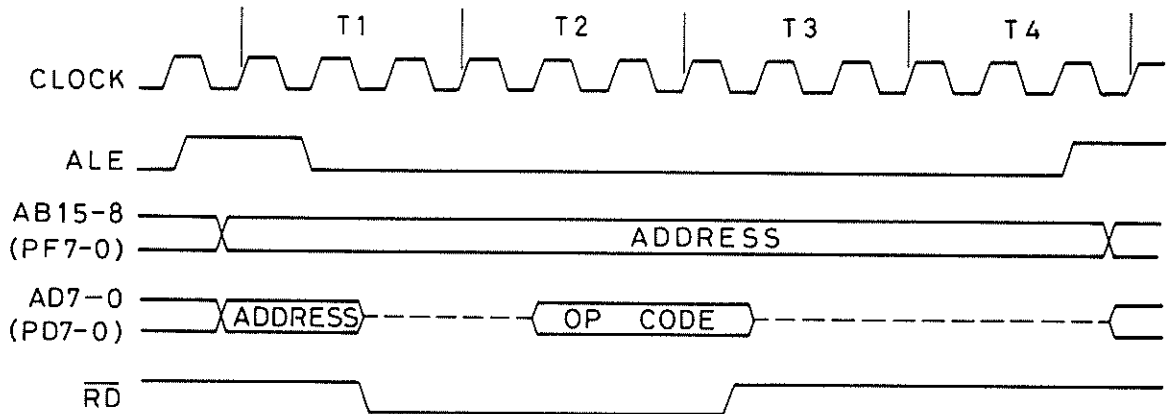 T1 T2 T3 T4
CLOCK
ALE
AB15-8
(PF7-0)
ADDRESS
AD7-0
(PD7-0)
ADDRESS
OP CODE
RD